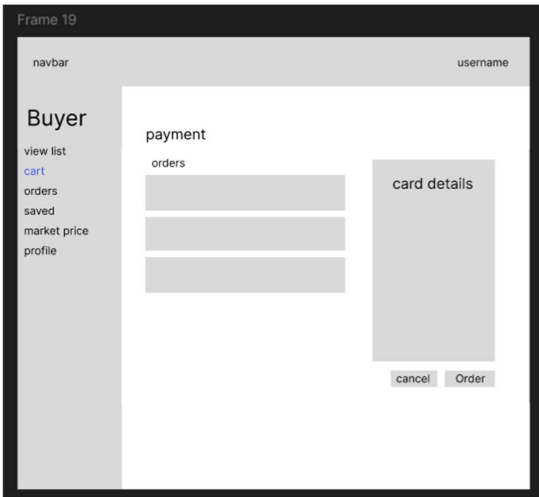 Frame 19
navbar
username
Buyer
view list
cart
orders
saved
market price
profile
payment
orders
card details
cancel
Order